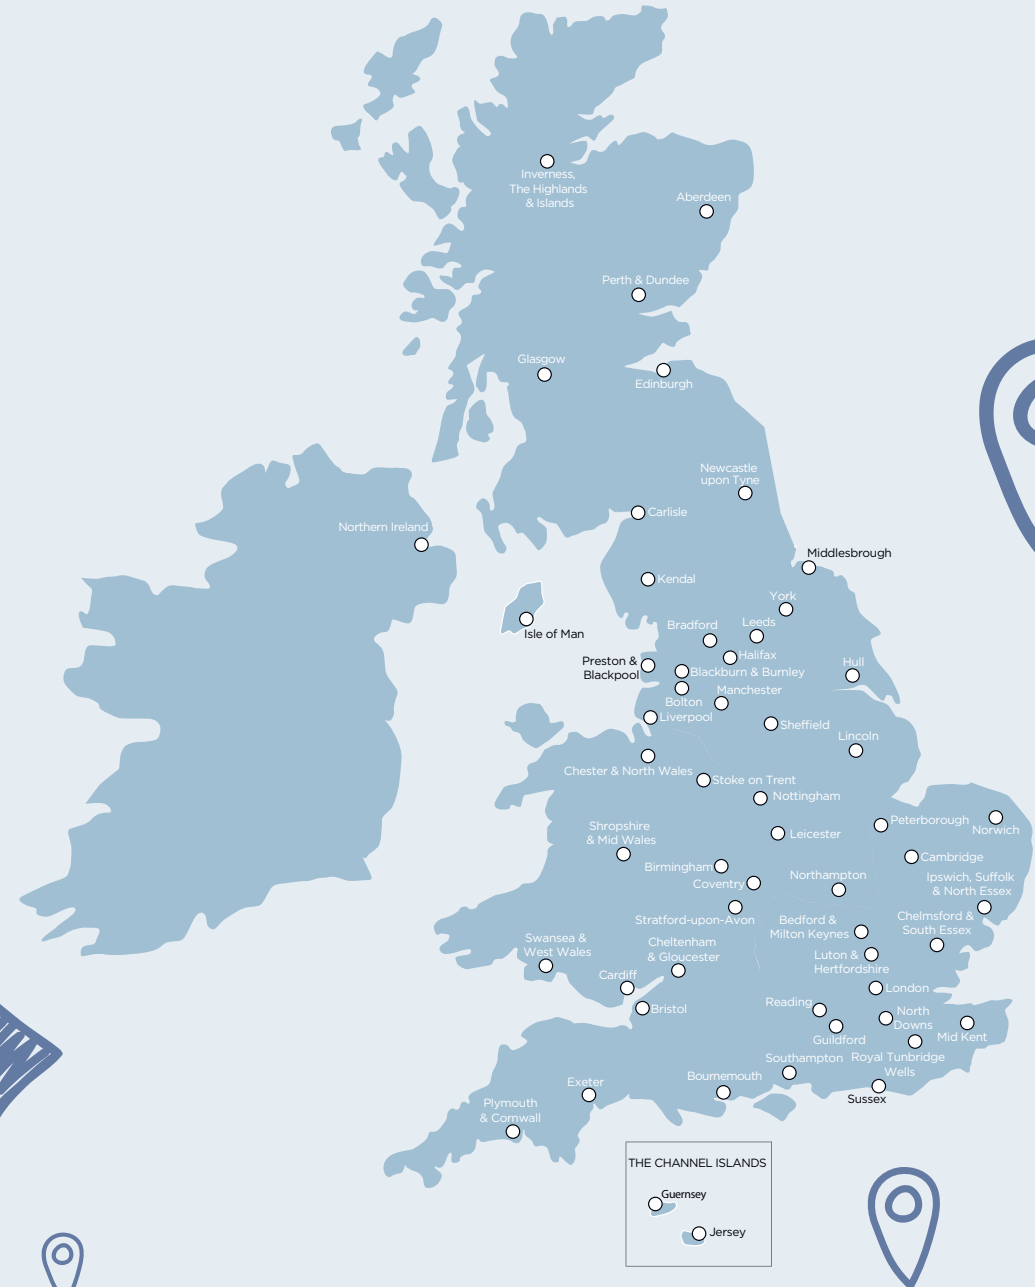 Inverness,
The Highlands
& Islands
Aberdeen
Perth & Dundee
Glasgow
Edinburgh
Newcastle
upon Tyne
Carlisle
Northern Ireland
Middlesbrough
Kendal
York
Isle of Man
Bradford
Leeds
Halifax
Preston &
Blackpool
Blackburn & Burnley
Hull
Bolton
Manchester
Liverpool
Sheffield
Lincoln
Chester & North Wales
Stoke on Trent
Nottingham
Shropshire
& Mid Wales
Leicester
Peterborough
Norwich
Birmingham
Cambridge
Coventry
Northampton
Ipswich, Suffolk
& North Essex
Stratford-upon-Avon
Bedford &
Milton Keynes
Chelmsford &
South Essex
Swansea &
West Wales
Cheltenham
& Gloucester
Luton &
Hertfordshire
Cardiff
London
Bristol
Reading
North
Downs
Guildford
Mid Kent
Southampton
Royal Tunbridge
Wells
Exeter
Bournemouth
Sussex
Plymouth
& Cornwall
THE CHANNEL ISLANDS
Guernsey
Jersey